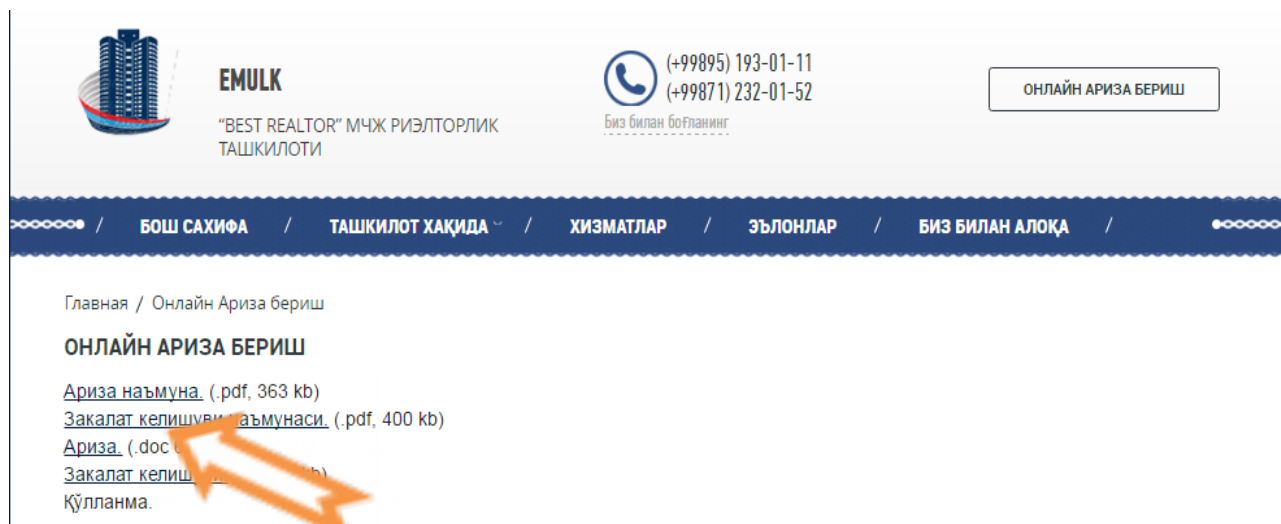 EMULK
"BEST REALTOR" МЧЖ РИЭЛТОРЛИК
ТАШКИЛОТИ
(+99895) 193-01-11
(+99871) 232-01-52
Биз билан боғланинг
ОНЛАЙН АРИЗА БЕРИШ
/ БОШ САХИФА / ТАШКИЛОТ ХАҚИДА / ХИЗМАТЛАР / ЭЪЛОНЛАР / БИЗ БИЛАН АЛОҚА /
Главная / Онлайн Ариза бериш
ОНЛАЙН АРИЗА БЕРИШ
Ариза наъмуна. (.pdf, 363 kb)
Закалат келишуви наъмунаси. (.pdf, 400 kb)
Ариза. (.doc
Закалат
Қўлланма.